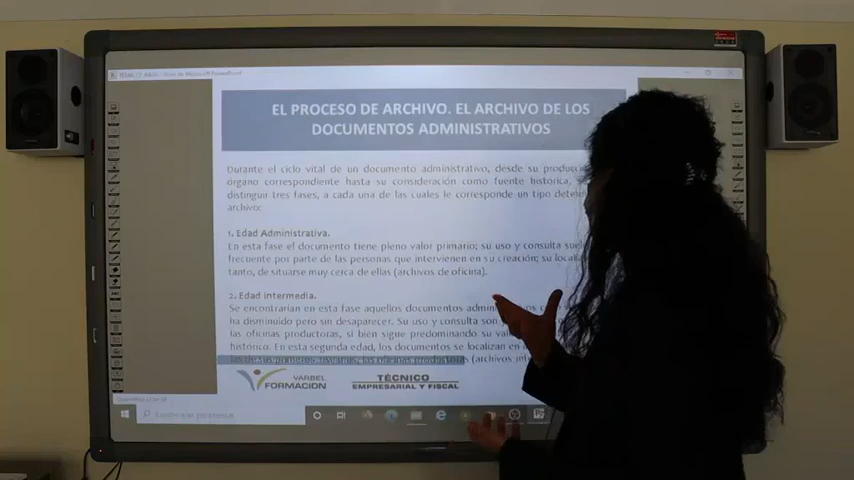 EL PROCESO DE ARCHIVO. EL ARCHIVO DE LOS
DOCUMENTOS ADMINISTRATIVOS
Durante el ciclo vital de un documento administrativo, desde su
órgano correspondiente hasta su consideración como fuente histórica,
distinguir tres fases, a cada una de las cuales le corresponde un tipo
archivo:
1. Edad Administrativa.
En esta fase el documento tiene pleno valor primario; su uso y consulta
frecuente por parte de las personas que intervienen en su creación; su
tanto, de situarse muy cerca de ellas (archivos de oficina).
2. Edad intermedia.
Se encontrarían en esta fase aquellos documentos
ha disminuido pero sin desaparecer. Su uso y consulta son
las oficinas productoras, si bien sigue predominando su
histórico. En esta segunda edad, los documentos se localizan en
(archivos
VARBEL
FORMACIÓN
TÉCNICO
EMPRESARIAL Y FISCAL